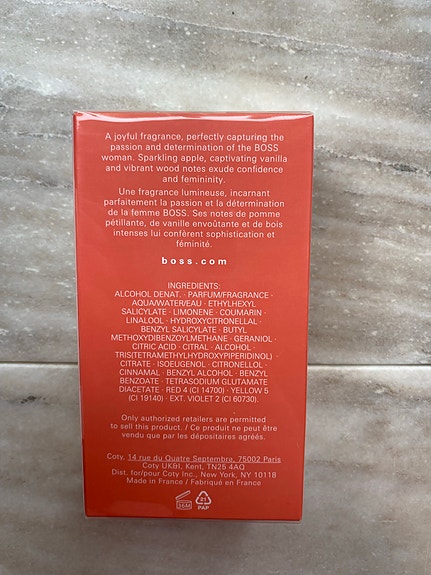 A joyful fragrance, perfectly capturing the
passion and determination of the BOSS
woman. Sparkling apple, captivating vanilla
and vibrant wood notes exude confidence
and femininity.
Une fragrance lumineuse, incarnant
parfaitement la passion et la détermination
de la femme BOSS. Ses notes de pomme
pétillante, de vanille envoûtante et de bois
intenses lui confèrent sophistication et
féminité.
boss.com
INGREDIENTS:
ALCOHOL DENAT. · PARFUM/FRAGRANCE ·
AQUA/WATER/EAU · ETHYLHEXYL
SALICYLATE · LIMONENE · COUMARIN ·
LINALOOL · HYDROXYCITRONELLAL ·
BENZYL SALICYLATE · BUTYL
METHOXYDIBENZOYLMETHANE · GERANIOL ·
CITRIC ACID · CITRAL · ALCOHOL ·
TRIS(TETRAMETHYLHYDROXYPIPERIDINOL) ·
CITRATE · ISOEUGENOL · CITRONELLOL ·
CINNAMAL · BENZYL ALCOHOL · BENZYL
BENZOATE · TETRASODIUM GLUTAMATE
DIACETATE · RED 4 (CI 14700) · YELLOW 5
(CI 19140) · EXT. VIOLET 2 (CI 60730).
Only authorized retailers are permitted
to sell this product. / Ce produit ne peut être
vendu que par les dépositaires agréés.
Coty, 14 rue du Quatre Septembre, 75002 Paris
Coty UK&I, Kent, TN25 4AQ
Dist. for/pour Coty Inc., New York, NY, 10118
Made in France / Fabriqué en France
36M
21
PAP